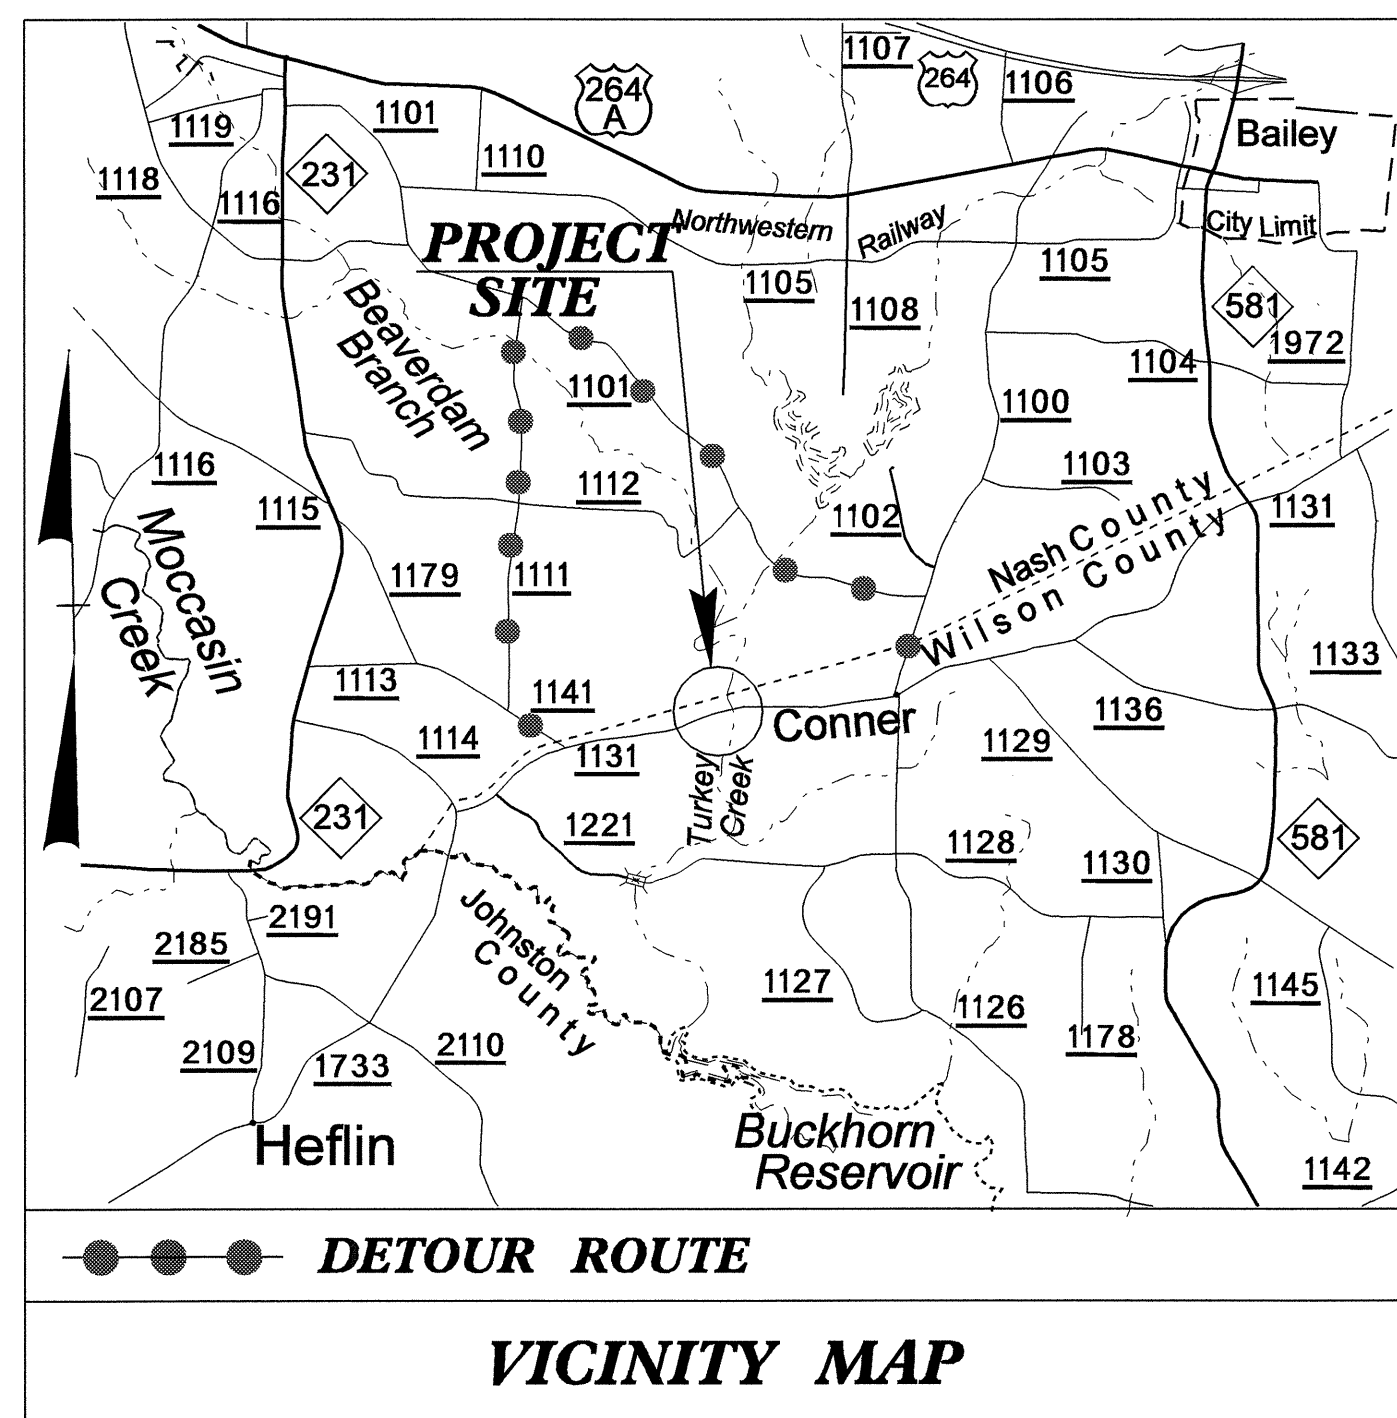 1107
264
1106
264
A
1119
1101
Bailey
1110
231
1118
1116
City Limit
Northwestern
Railway
PROJECT
SITE
1105
1105
1108
581
1972
Beaverdam
Branch
1104
1101
1100
1116
1103
1112
1115
1102
1131
Nash County
Wilson County
Moccasin
Creek
1179
1111
1133
1113
1141
1136
Conner
1114
1129
1131
Turkey
Creek
231
1221
581
1128
1130
2191
Johnston
County
2185
2107
1127
1145
1126
1178
2109
1733
2110
Heflin
Buckhorn
Reservoir
1142
DETOUR ROUTE
VICINITY MAP